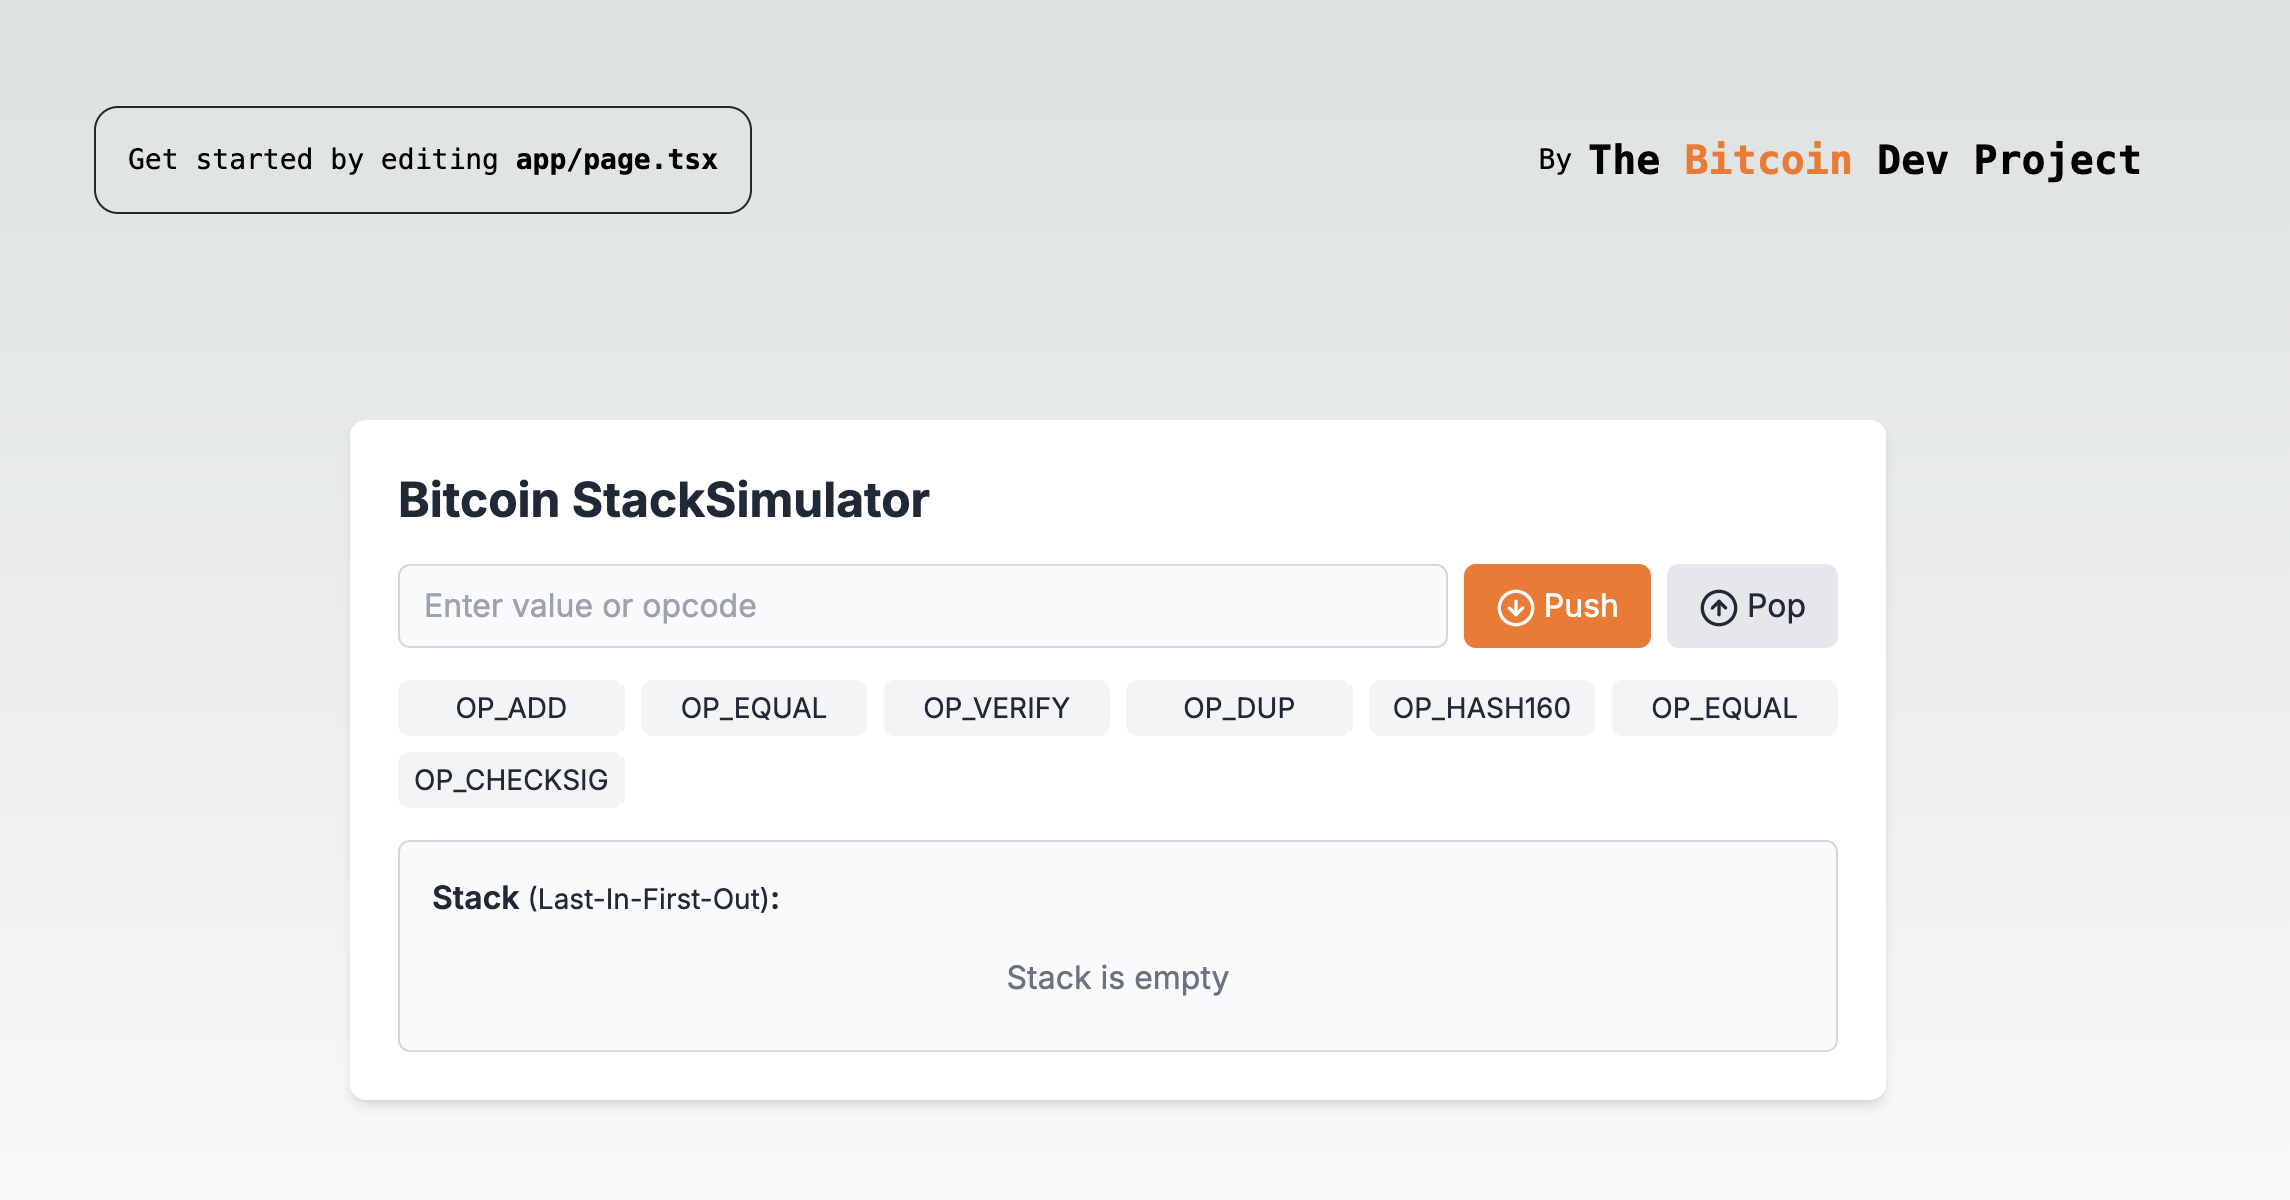 Get started by editing app/page.tsx
By The Bitcoin Dev Project
Bitcoin StackSimulator
Enter value or opcode
Push
Pop
OP_ADD OP_EQUAL OP_VERIFY OP_DUP OP_HASH160 OP_EQUAL
OP_CHECKSIG
Stack (Last-In-First-Out):
Stack is empty